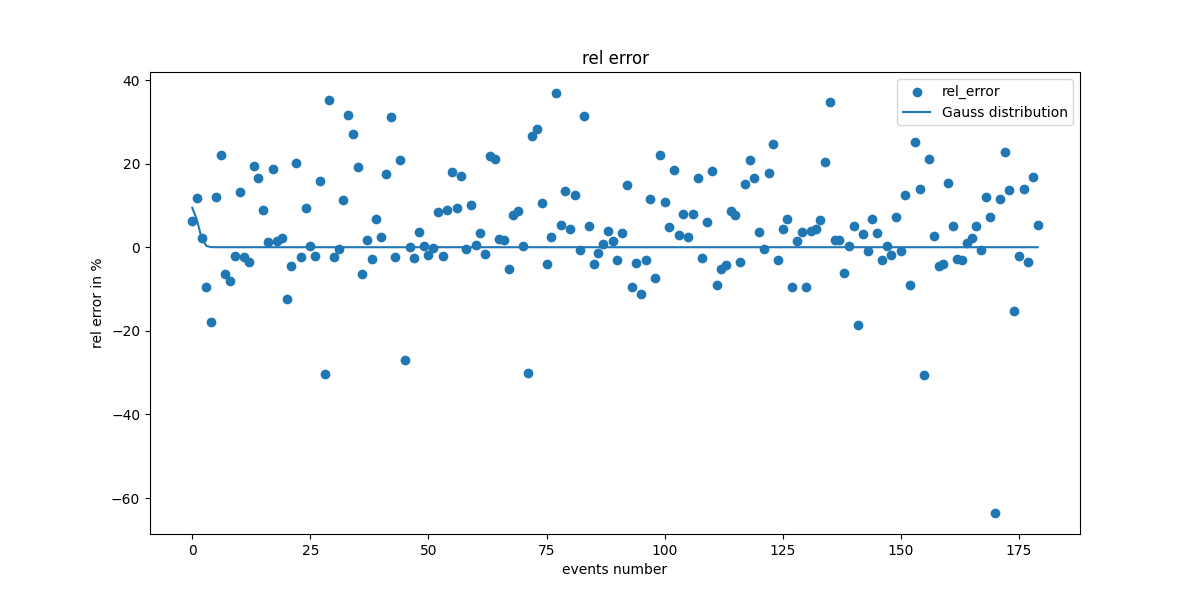 rel error
rel_error
Gauss distribution
rel error in %
40
20
0
−20
−40
−60
0 25 50 75 100 125 150 175
events number